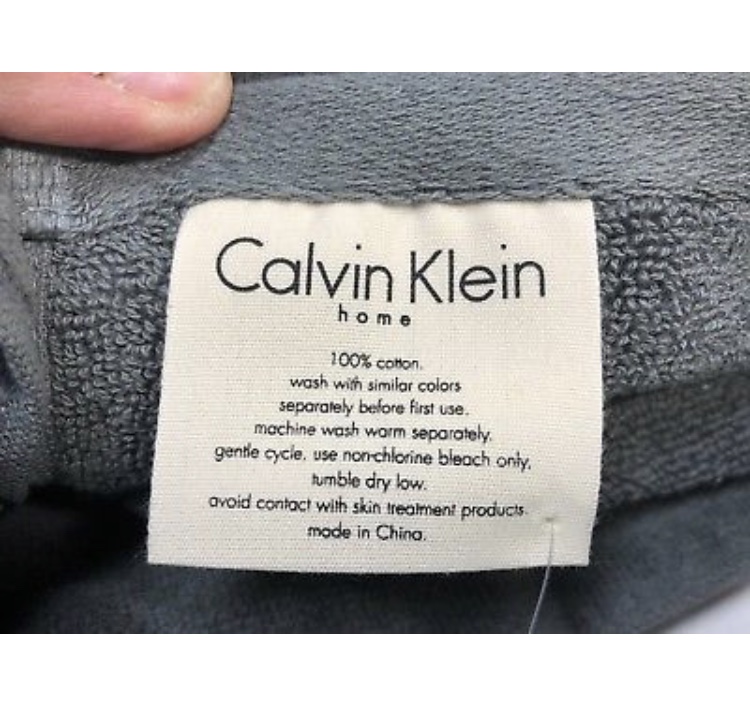 Calvin Klein
home
100% cotton.
wash with similar colors
separately before first use.
machine wash warm separately.
gentle cycle. use non-chlorine bleach only.
tumble dry low.
avoid contact with skin treatment products.
made in China.